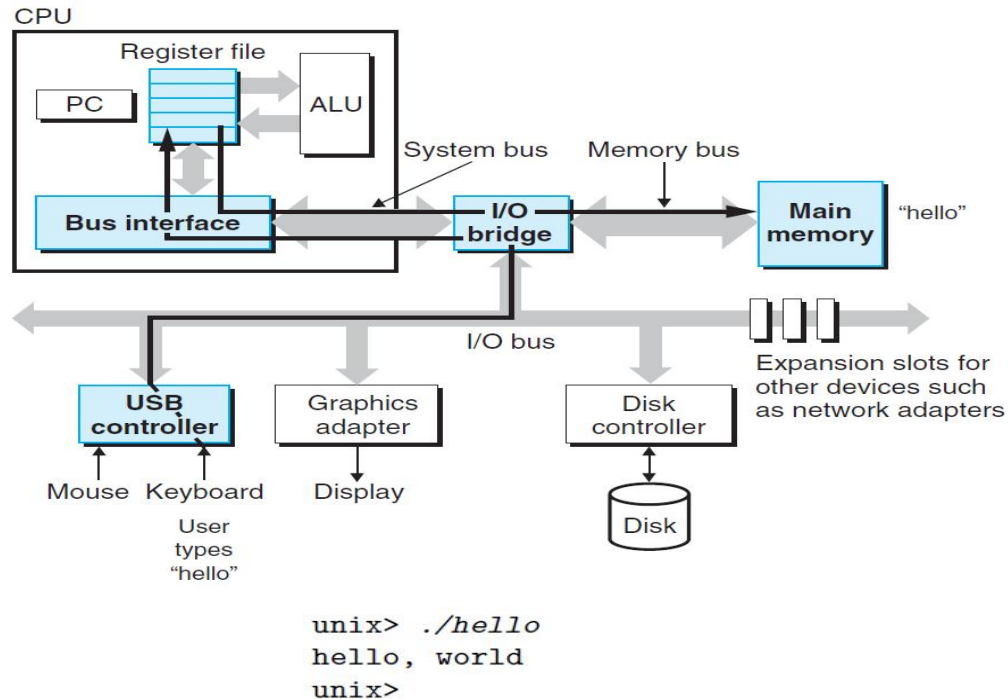 CPU
Register file
PC
ALU
System bus
Memory bus
Bus interface
I/O
bridge
Main
memory
“hello”
I/O bus
Expansion slots for
other devices such
as network adapters
USB
controller
Graphics
adapter
Disk
controller
Mouse
Keyboard
Display
Disk
User
types
“hello”
unix> ./hello
hello, world
unix>